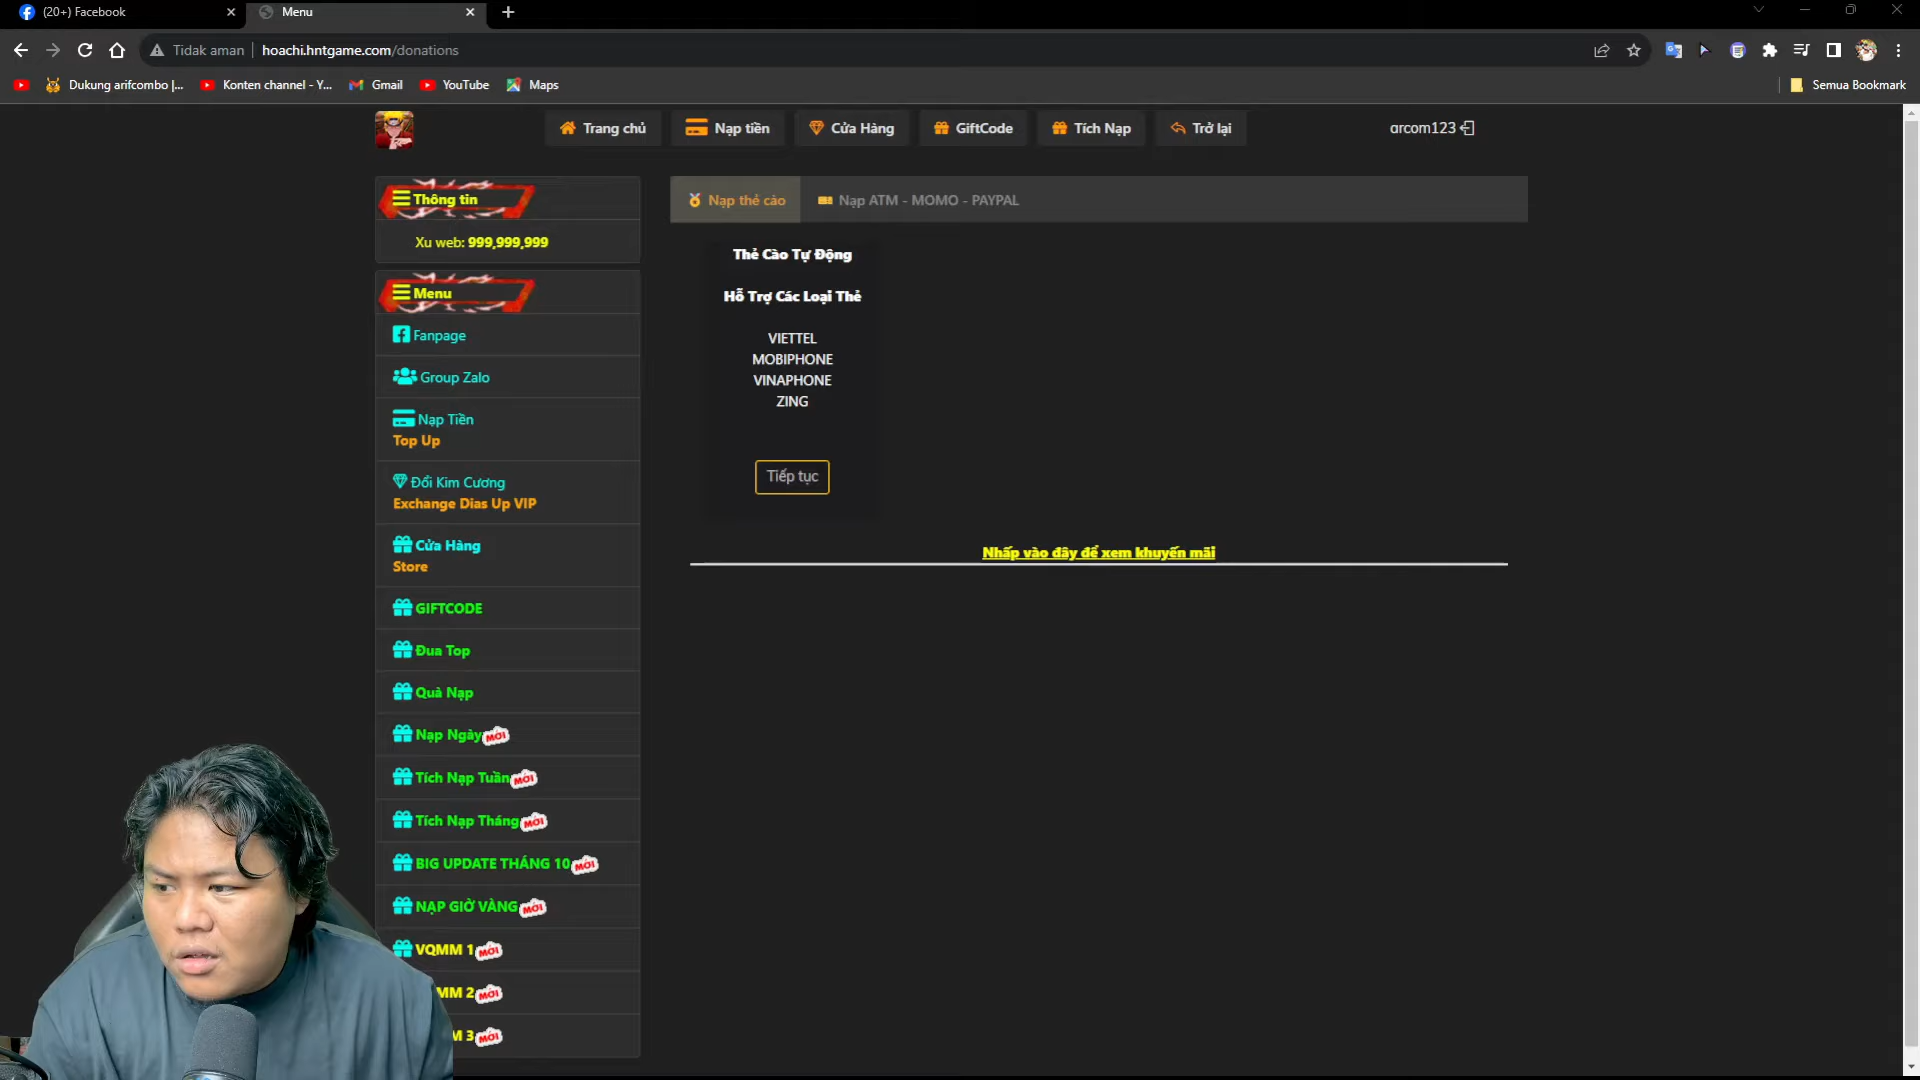 (20+) Facebook
Menu
Tidak aman
hoachi.hntgame.com/donations
Dukung arifcombo |...
Konten channel - Y...
Gmail
YouTube
Maps
Semua Bookmark
Trang chủ
Nạp tiền
Cửa Hàng
GiftCode
Tích Nạp
Trở lại
arcom123
Thông tin
Xu web: 999,999,999
Menu
Fanpage
Group Zalo
Nạp Tiền
Top Up
Đổi Kim Cương
Exchange Dias Up VIP
Cửa Hàng
Store
GIFTCODE
Đua Top
Quà Nạp
Nạp Ngày MỚI
Tích Nạp Tuần MỚI
Tích Nạp Tháng MỚI
BIG UPDATE THÁNG 10 MỚI
NẠP GIỜ VÀNG MỚI
VQMM 1 MỚI
MM 2 MỚI
M 3 MỚI
Nạp thẻ cào
Nạp ATM - MOMO - PAYPAL
Thẻ Cào Tự Động
Hỗ Trợ Các Loại Thẻ
VIETTEL
MOBIPHONE
VINAPHONE
ZING
Tiếp tục
Nhấp vào đây để xem khuyến mãi